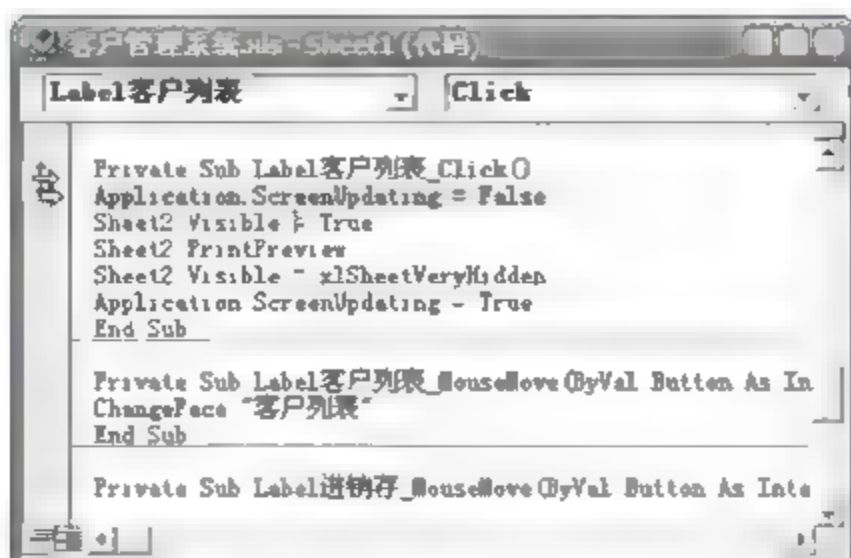 客户管理系统.xls - Sheet1 (代码)
Label客户列表 Click
Private Sub Label客户列表_Click()
Application.ScreenUpdating = False
Sheet2.Visible = True
Sheet2.PrintPreview
Sheet2.Visible = xlSheetVeryHidden
Application.ScreenUpdating = True
End Sub
Private Sub Label客户列表_MouseMove(ByVal Button As In
ChangeFace "客户列表"
End Sub
Private Sub Label进销存_MouseMove(ByVal Button As Inte